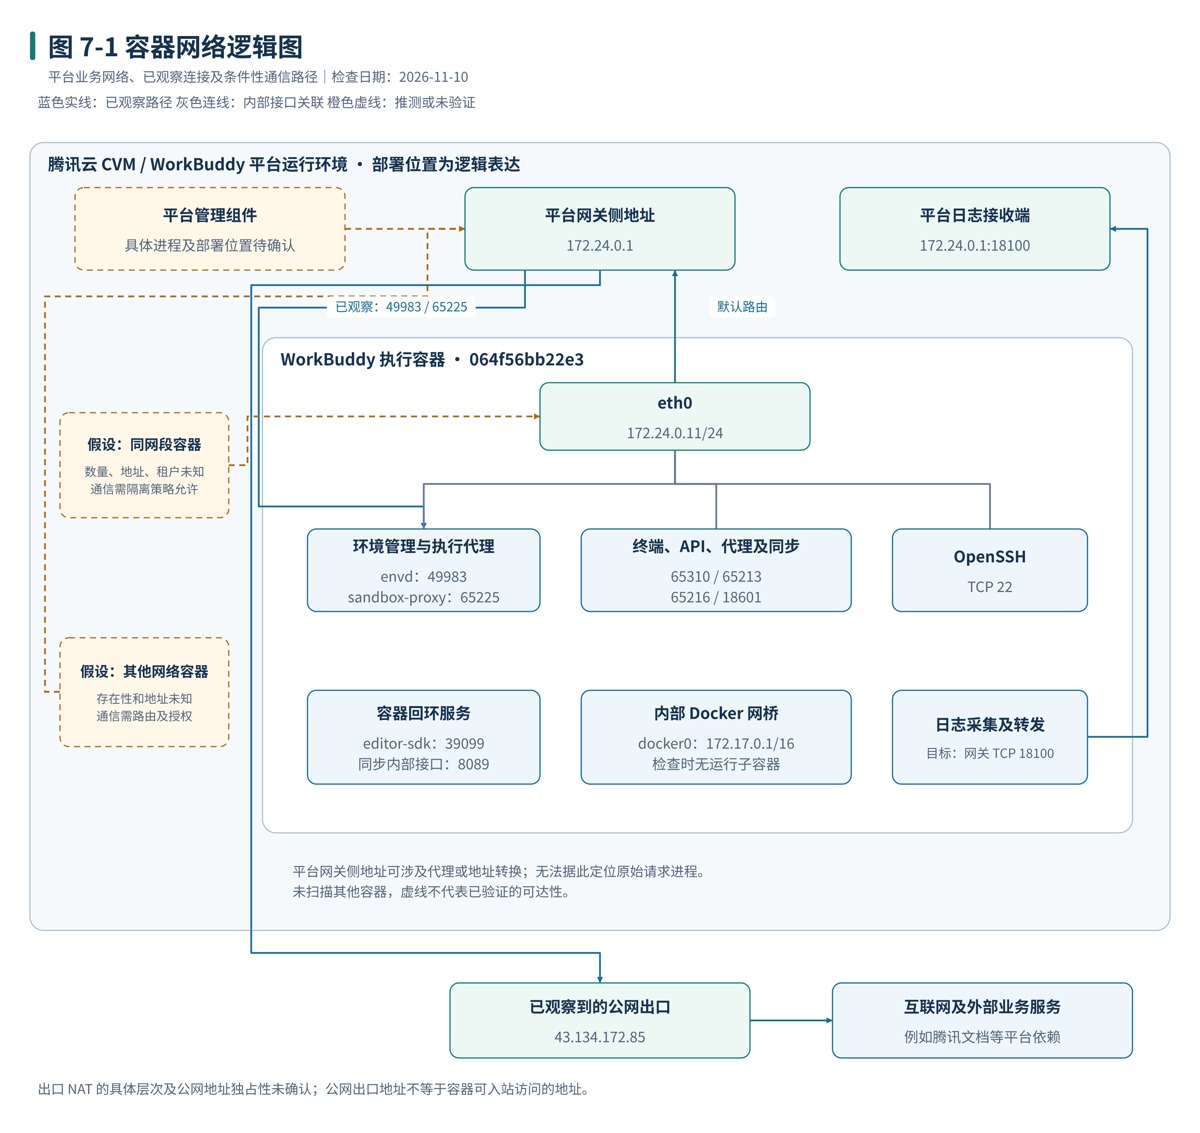 图 7-1 容器网络逻辑图
平台业务网络、已观察连接及条件性通信路径｜检查日期：2026-11-10
蓝色实线：已观察路径 灰色连线：内部接口关联 橙色虚线：推测或未验证
腾讯云 CVM / WorkBuddy 平台运行环境 • 部署位置为逻辑表达
平台管理组件
具体进程及部署位置待确认
平台网关侧地址
172.24.0.1
平台日志接收端
172.24.0.1:18100
已观察：49983 / 65225
默认路由
WorkBuddy 执行容器 • 064f56bb22e3
eth0
172.24.0.11/24
假设：同网段容器
数量、地址、租户未知
通信需隔离策略允许
环境管理与执行代理
envd：49983
sandbox-proxy：65225
终端、API、代理及同步
65310 / 65213
65216 / 18601
OpenSSH
TCP 22
假设：其他网络容器
存在性和地址未知
通信需路由及授权
容器回环服务
editor-sdk：39099
同步内部接口：8089
内部 Docker 网桥
docker0：172.17.0.1/16
检查时无运行子容器
日志采集及转发
目标：网关 TCP 18100
平台网关侧地址可涉及代理或地址转换；无法据此定位原始请求进程。
未扫描其他容器，虚线不代表已验证的可达性。
已观察到的公网出口
43.134.172.85
互联网及外部业务服务
例如腾讯文档等平台依赖
出口 NAT 的具体层次及公网地址独占性未确认；公网出口地址不等于容器可入站访问的地址。